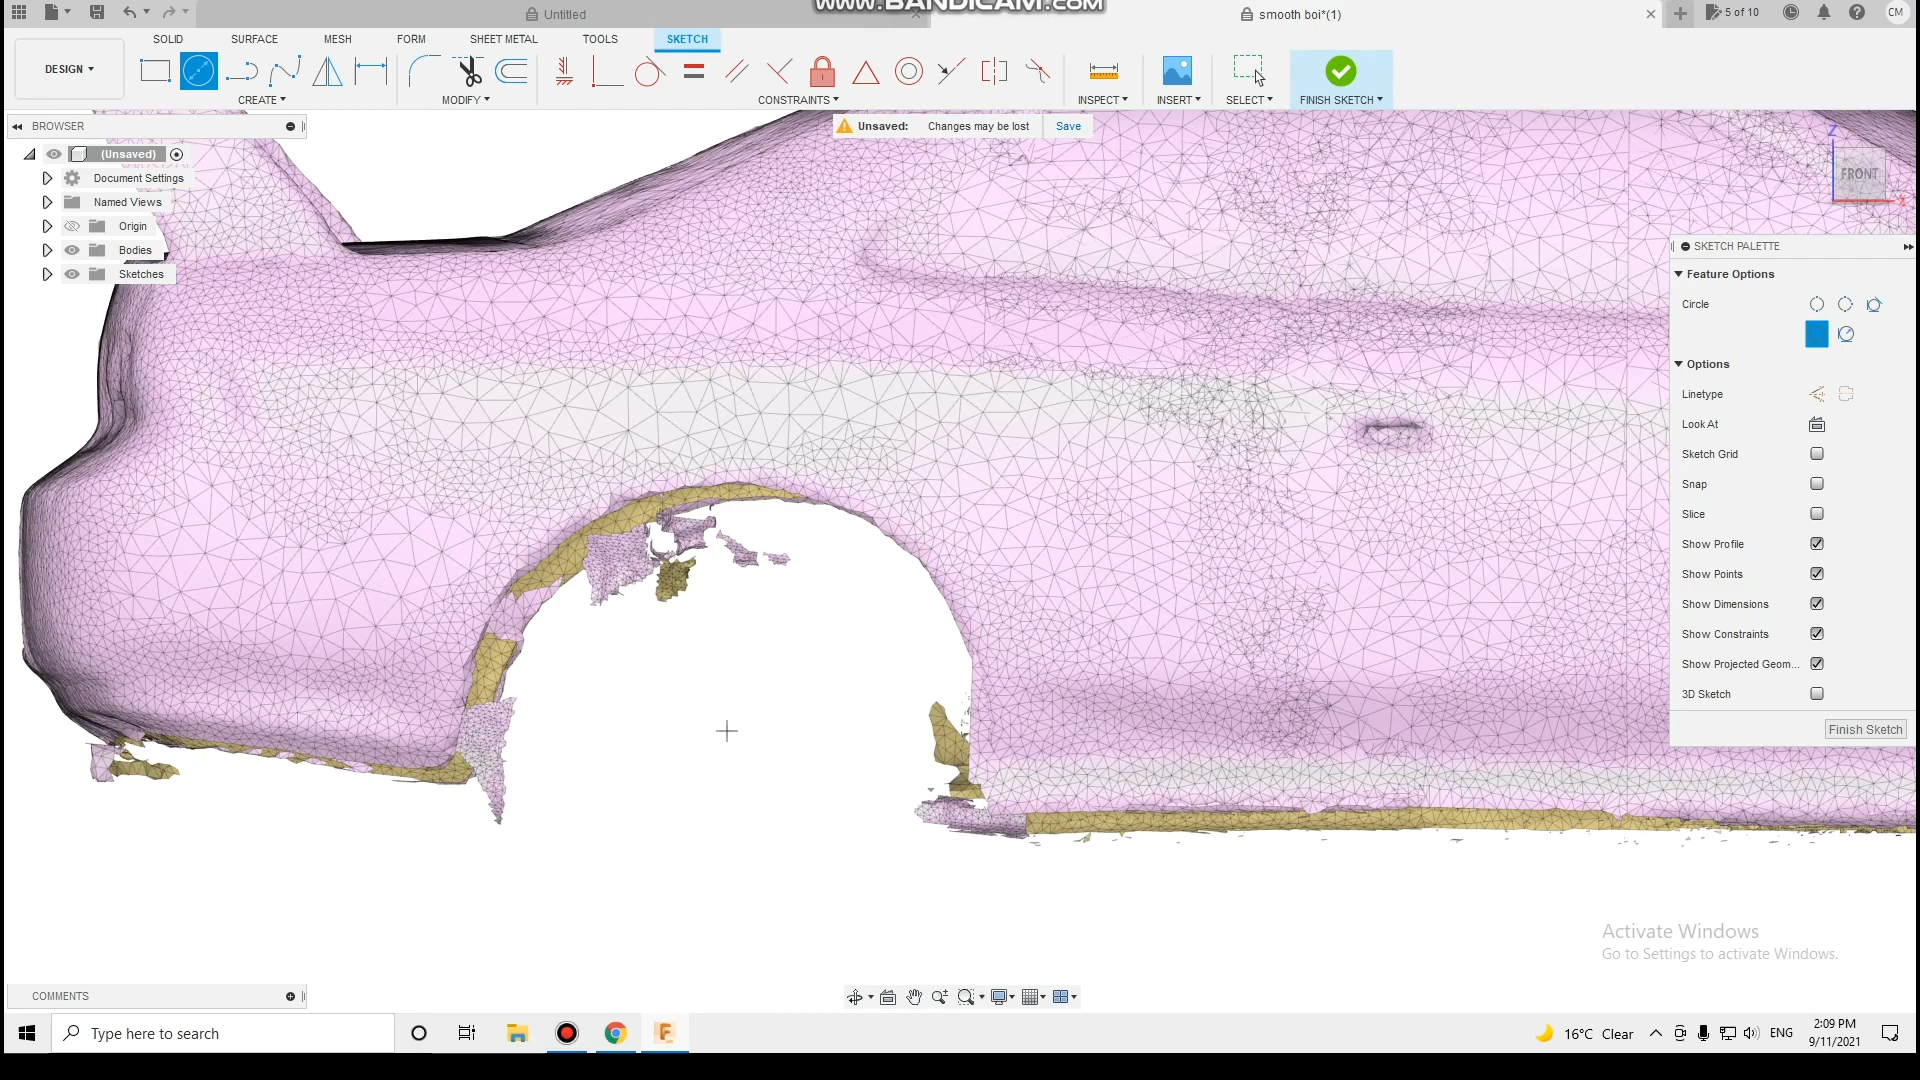 www.BANDICAM.com
Untitled
smooth boi*(1)
5 of 10
CM
DESIGN
SOLID
SURFACE
MESH
FORM
SHEET METAL
TOOLS
SKETCH
CREATE
MODIFY
CONSTRAINTS
INSPECT
INSERT
SELECT
FINISH SKETCH
BROWSER
Unsaved: Changes may be lost Save
(Unsaved)
Document Settings
Named Views
Origin
Bodies
Sketches
Z
FRONT
X
SKETCH PALETTE
Feature Options
Circle
Options
Linetype
Look At
Sketch Grid
Snap
Slice
Show Profile
Show Points
Show Dimensions
Show Constraints
Show Projected Geom...
3D Sketch
Finish Sketch
Activate Windows
Go to Settings to activate Windows.
COMMENTS
Type here to search
16°C Clear
ENG
2:09 PM
9/11/2021